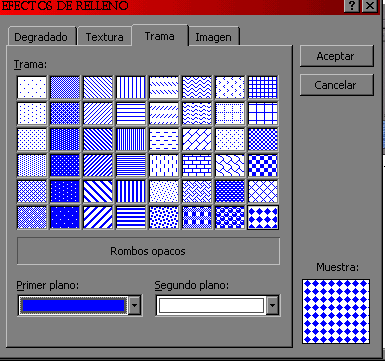 EFECTOS DE RELLENO
Degradado Textura Trama Imagen
Trama:
Aceptar
Cancelar
Rombos opacos
Primer plano: Segundo plano:
Muestra: